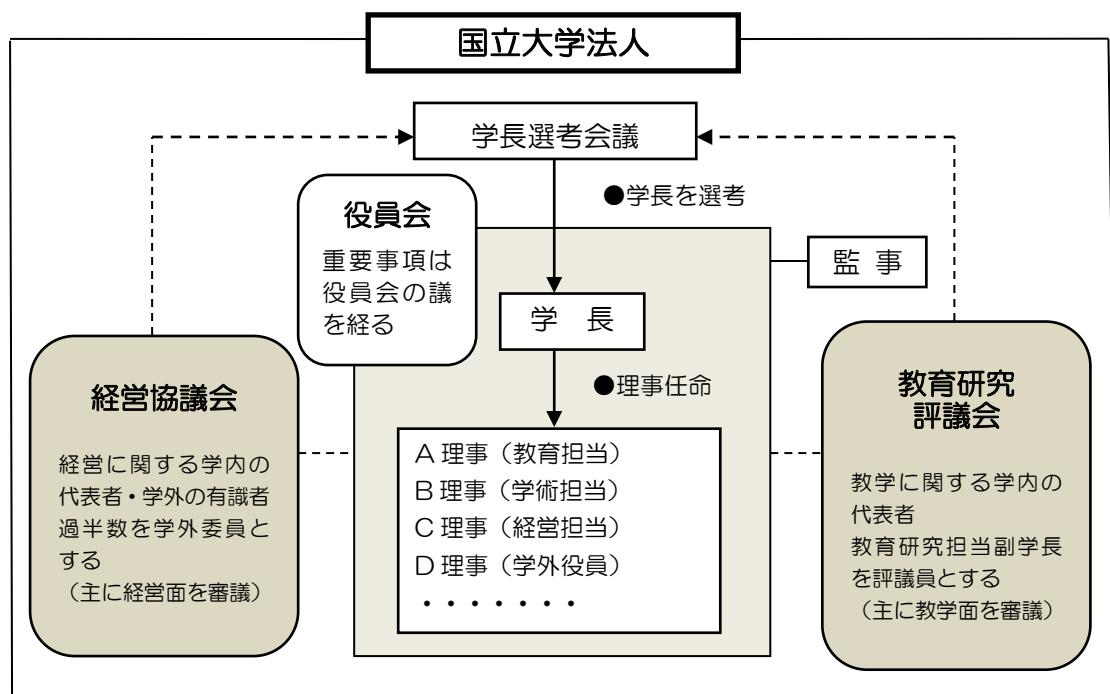 国立大学法人
学長選考会議
●学長を選考
役員会
重要事項は
役員会の議
を経る
監 事
学 長
●理事任命
経営協議会
経営に関する学内の
代表者・学外の有識者
過半数を学外委員と
する
（主に経営面を審議）
A 理事（教育担当）
B 理事（学術担当）
C 理事（経営担当）
D 理事（学外役員）
・・・・・・・
教育研究
評議会
教学に関する学内の
代表者
教育研究担当副学長
を評議員とする
（主に教学面を審議）